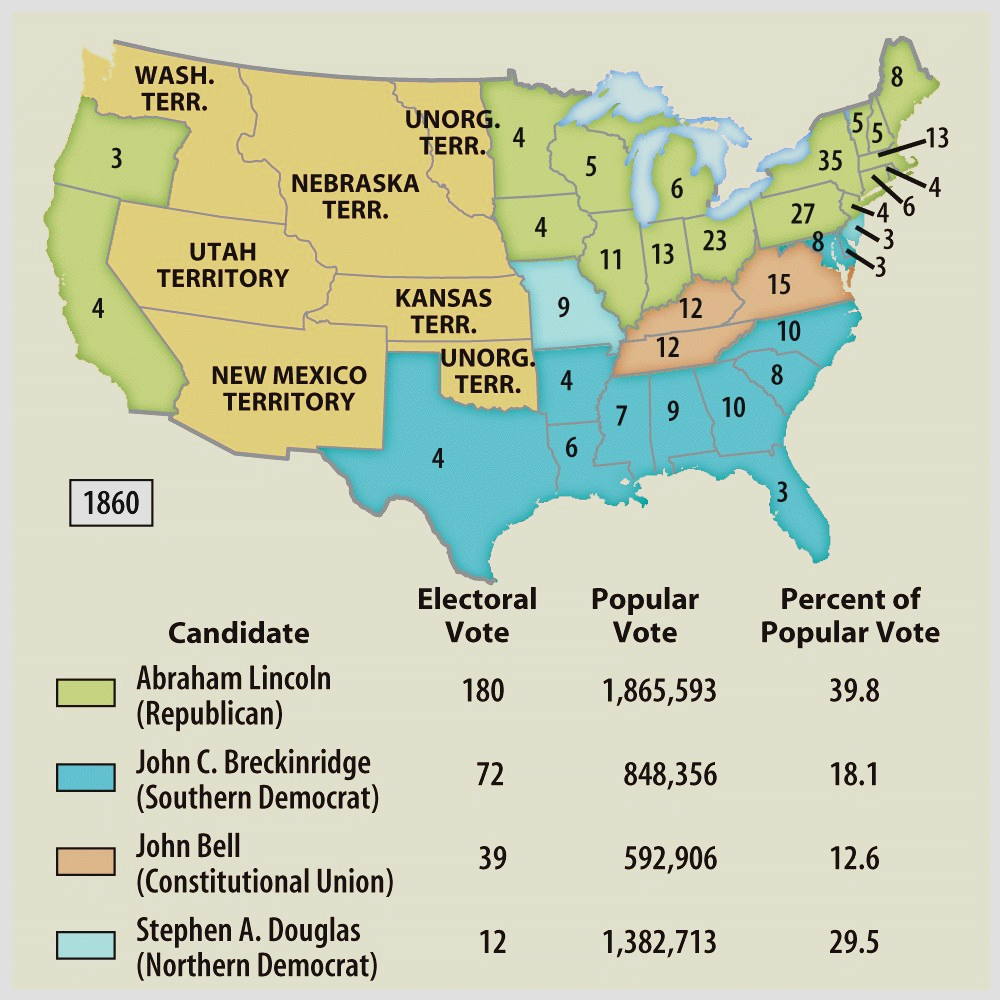 WASH.
TERR.
UNORG.
TERR.
NEBRASKA
TERR.
UTAH
TERRITORY
KANSAS
TERR.
UNORG.
TERR.
NEW MEXICO
TERRITORY
3
4
4
5
6
4
11
13
23
27
35
5
5
8
13
4
6
4
3
3
8
15
12
12
9
10
8
4
7
9
10
6
4
3
1860
Candidate Electoral Vote Popular Vote Percent of Popular Vote
Abraham Lincoln
(Republican) 180 1,865,593 39.8
John C. Breckinridge
(Southern Democrat) 72 848,356 18.1
John Bell
(Constitutional Union) 39 592,906 12.6
Stephen A. Douglas
(Northern Democrat) 12 1,382,713 29.5